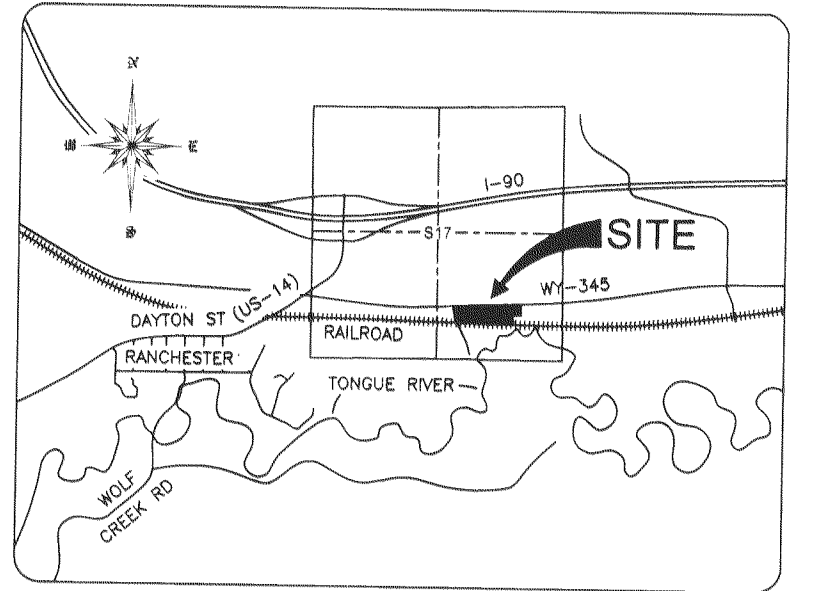 N
W
E
S
I-90
S17
SITE
WY-345
DAYTON ST (US-14)
RAILROAD
RANCHESTER
TONGUE RIVER
WOLF
CREEK RD